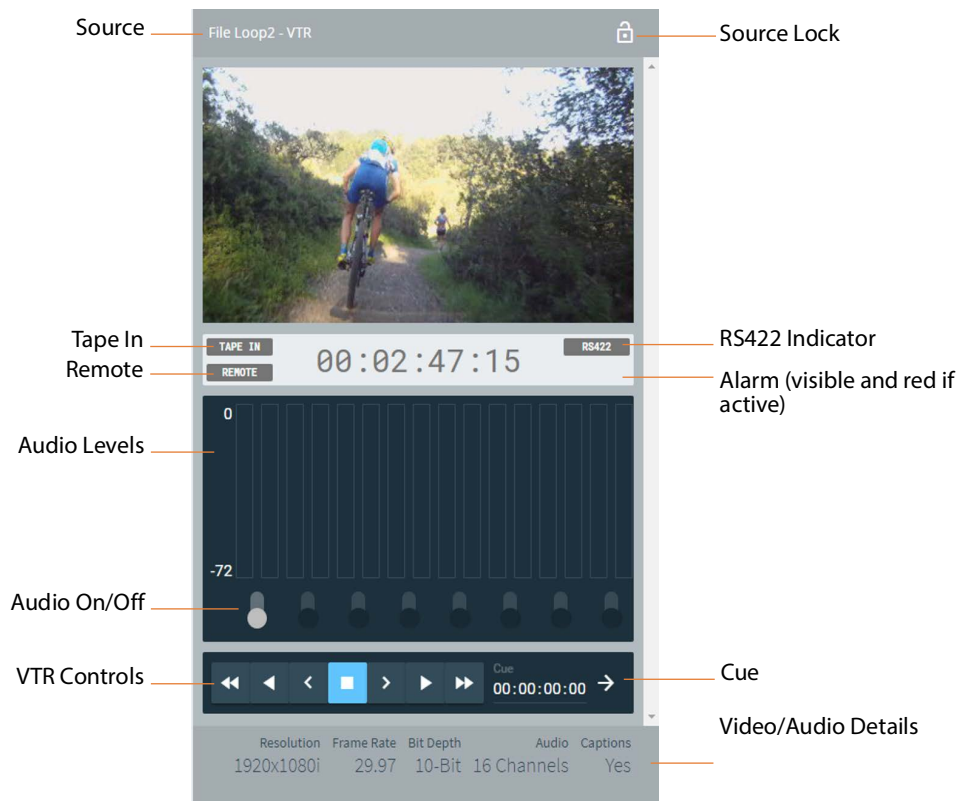 Source
File Loop2 - VTR
Source Lock
Tape In
TAPE IN
00:02:47:15
RS422
RS422 Indicator
Remote
REMOTE
Alarm (visible and red if
active)
0
Audio Levels
-72
Audio On/Off
VTR Controls
Cue
00:00:00:00
Cue
Video/Audio Details
Resolution Frame Rate Bit Depth Audio Captions
1920x1080i 29.97 10-Bit 16 Channels Yes